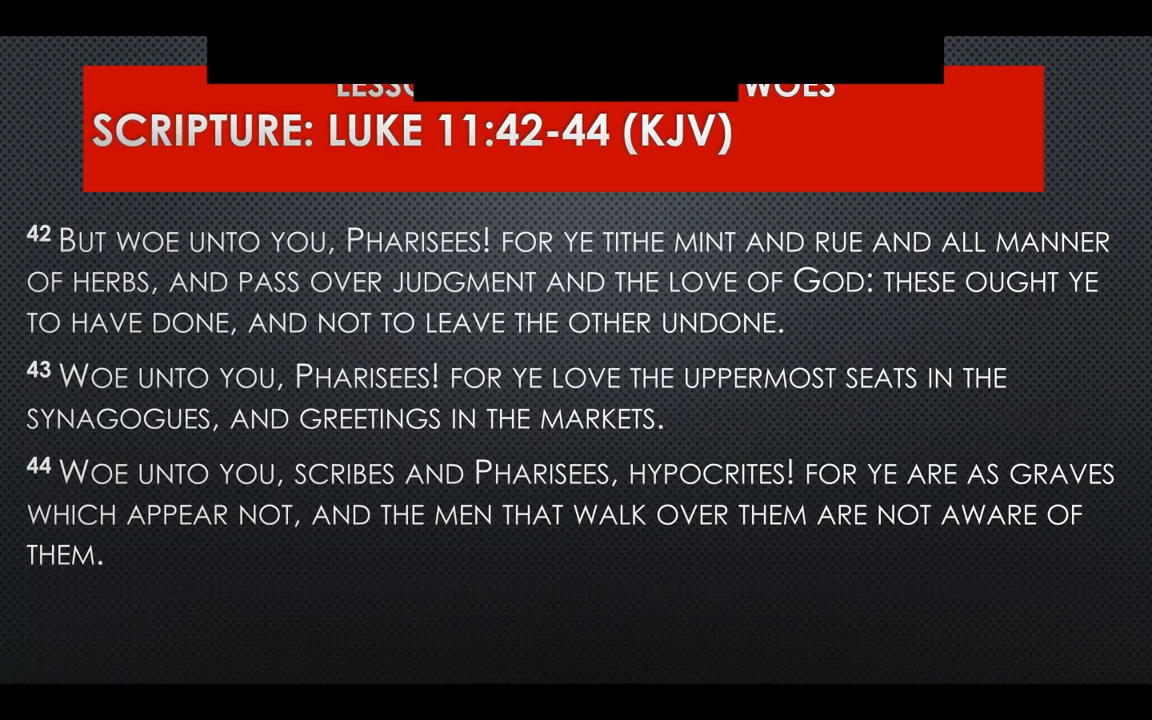 WOES
SCRIPTURE: LUKE 11:42-44 (KJV)
42 BUT WOE UNTO YOU, PHARISEES! FOR YE TITHE MINT AND RUE AND ALL MANNER
OF HERBS, AND PASS OVER JUDGMENT AND THE LOVE OF GOD: THESE OUGHT YE
TO HAVE DONE, AND NOT TO LEAVE THE OTHER UNDONE.
43 WOE UNTO YOU, PHARISEES! FOR YE LOVE THE UPPERMOST SEATS IN THE
SYNAGOGUES, AND GREETINGS IN THE MARKETS.
44 WOE UNTO YOU, SCRIBES AND PHARISEES, HYPOCRITES! FOR YE ARE AS GRAVES
WHICH APPEAR NOT, AND THE MEN THAT WALK OVER THEM ARE NOT AWARE OF
THEM.